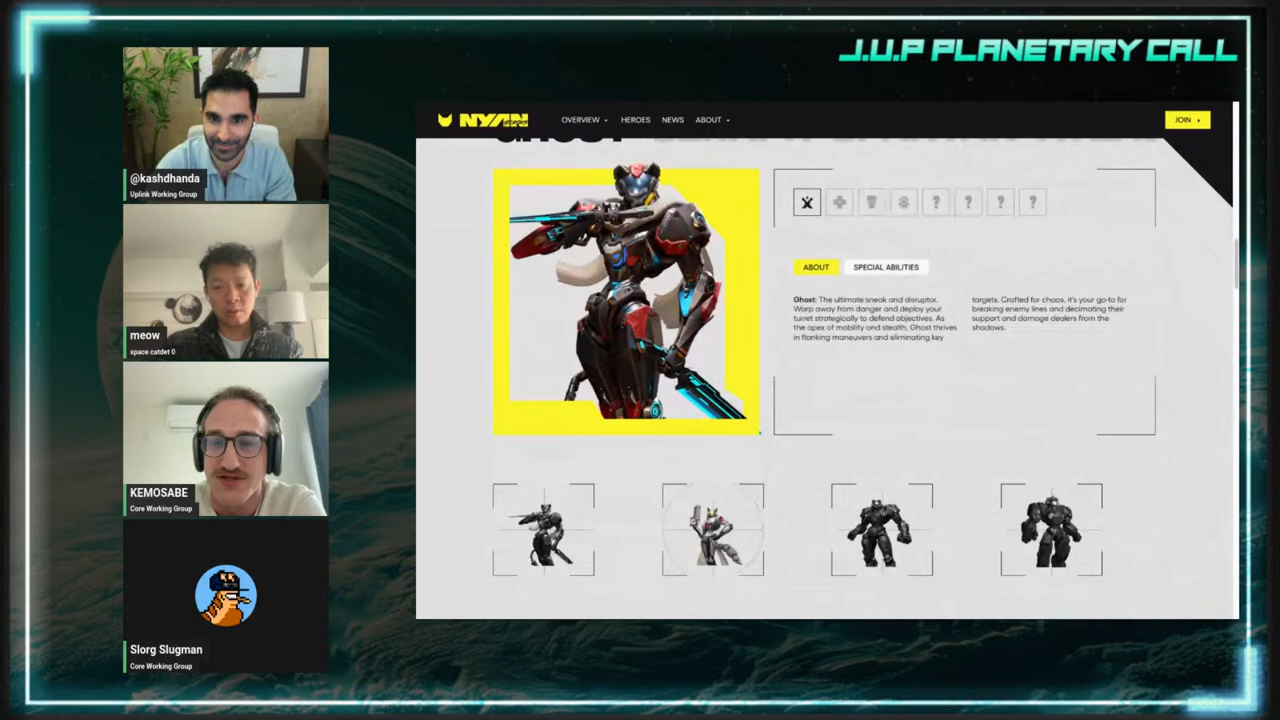 J.U.P PLANETARY CALL
@kashdhanda
Uplink Working Group
meow
space catdet 0
KEMOSABE
Core Working Group
Slorg Slugman
Core Working Group
NYAN
OVERVIEW
HEROES
NEWS
ABOUT
JOIN
GHOST
? ? ? ?
ABOUT
SPECIAL ABILITIES
Ghost: The ultimate sneak and disruptor.
Warp away from danger and deploy your
turret strategically to defend objectives. As
the apex of mobility and stealth, Ghost thrives
in flanking maneuvers and eliminating key
targets. Crafted for chaos, it's your go-to for
breaking enemy lines and decimating their
support and damage dealers from the
shadows.